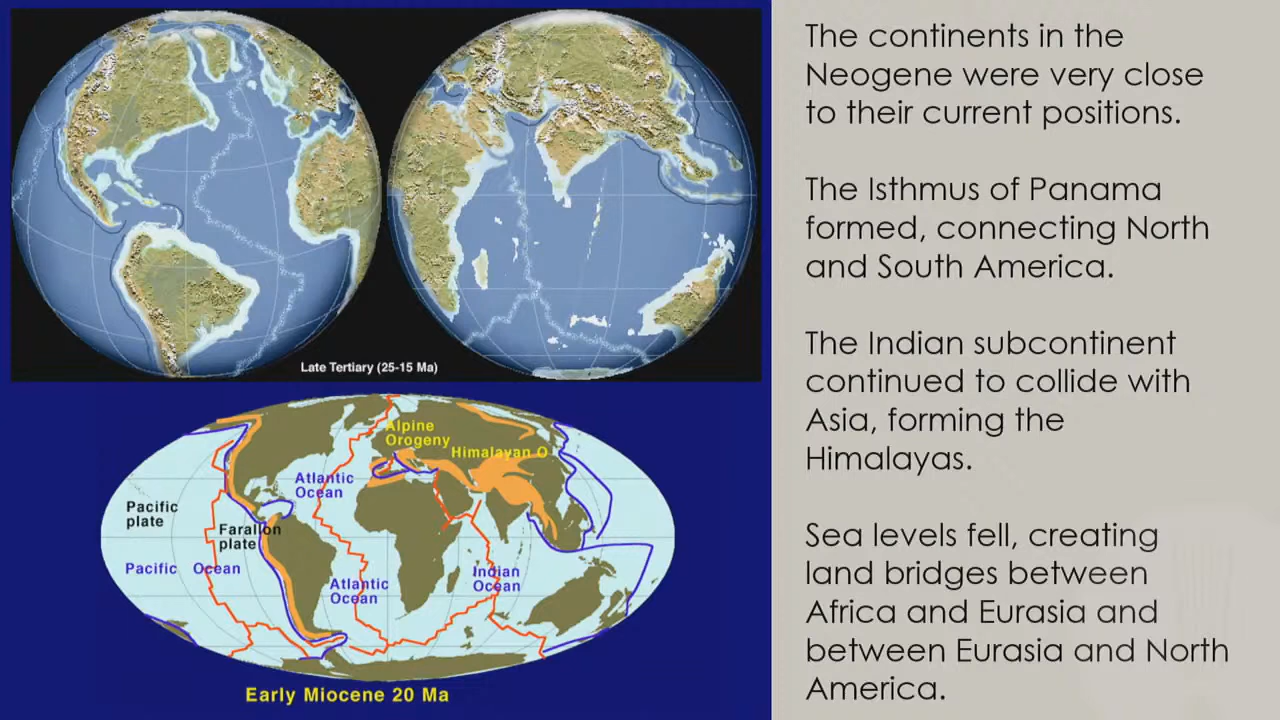 Late Tertiary (25-15 Ma)
Alpine
Orogeny
Himalayan O
Atlantic
Ocean
Pacific
plate
Farallon
plate
Pacific Ocean
Atlantic
Ocean
Indian
Ocean
Early Miocene 20 Ma
The continents in the
Neogene were very close
to their current positions.
The Isthmus of Panama
formed, connecting North
and South America.
The Indian subcontinent
continued to collide with
Asia, forming the
Himalayas.
Sea levels fell, creating
land bridges between
Africa and Eurasia and
between Eurasia and North
America.